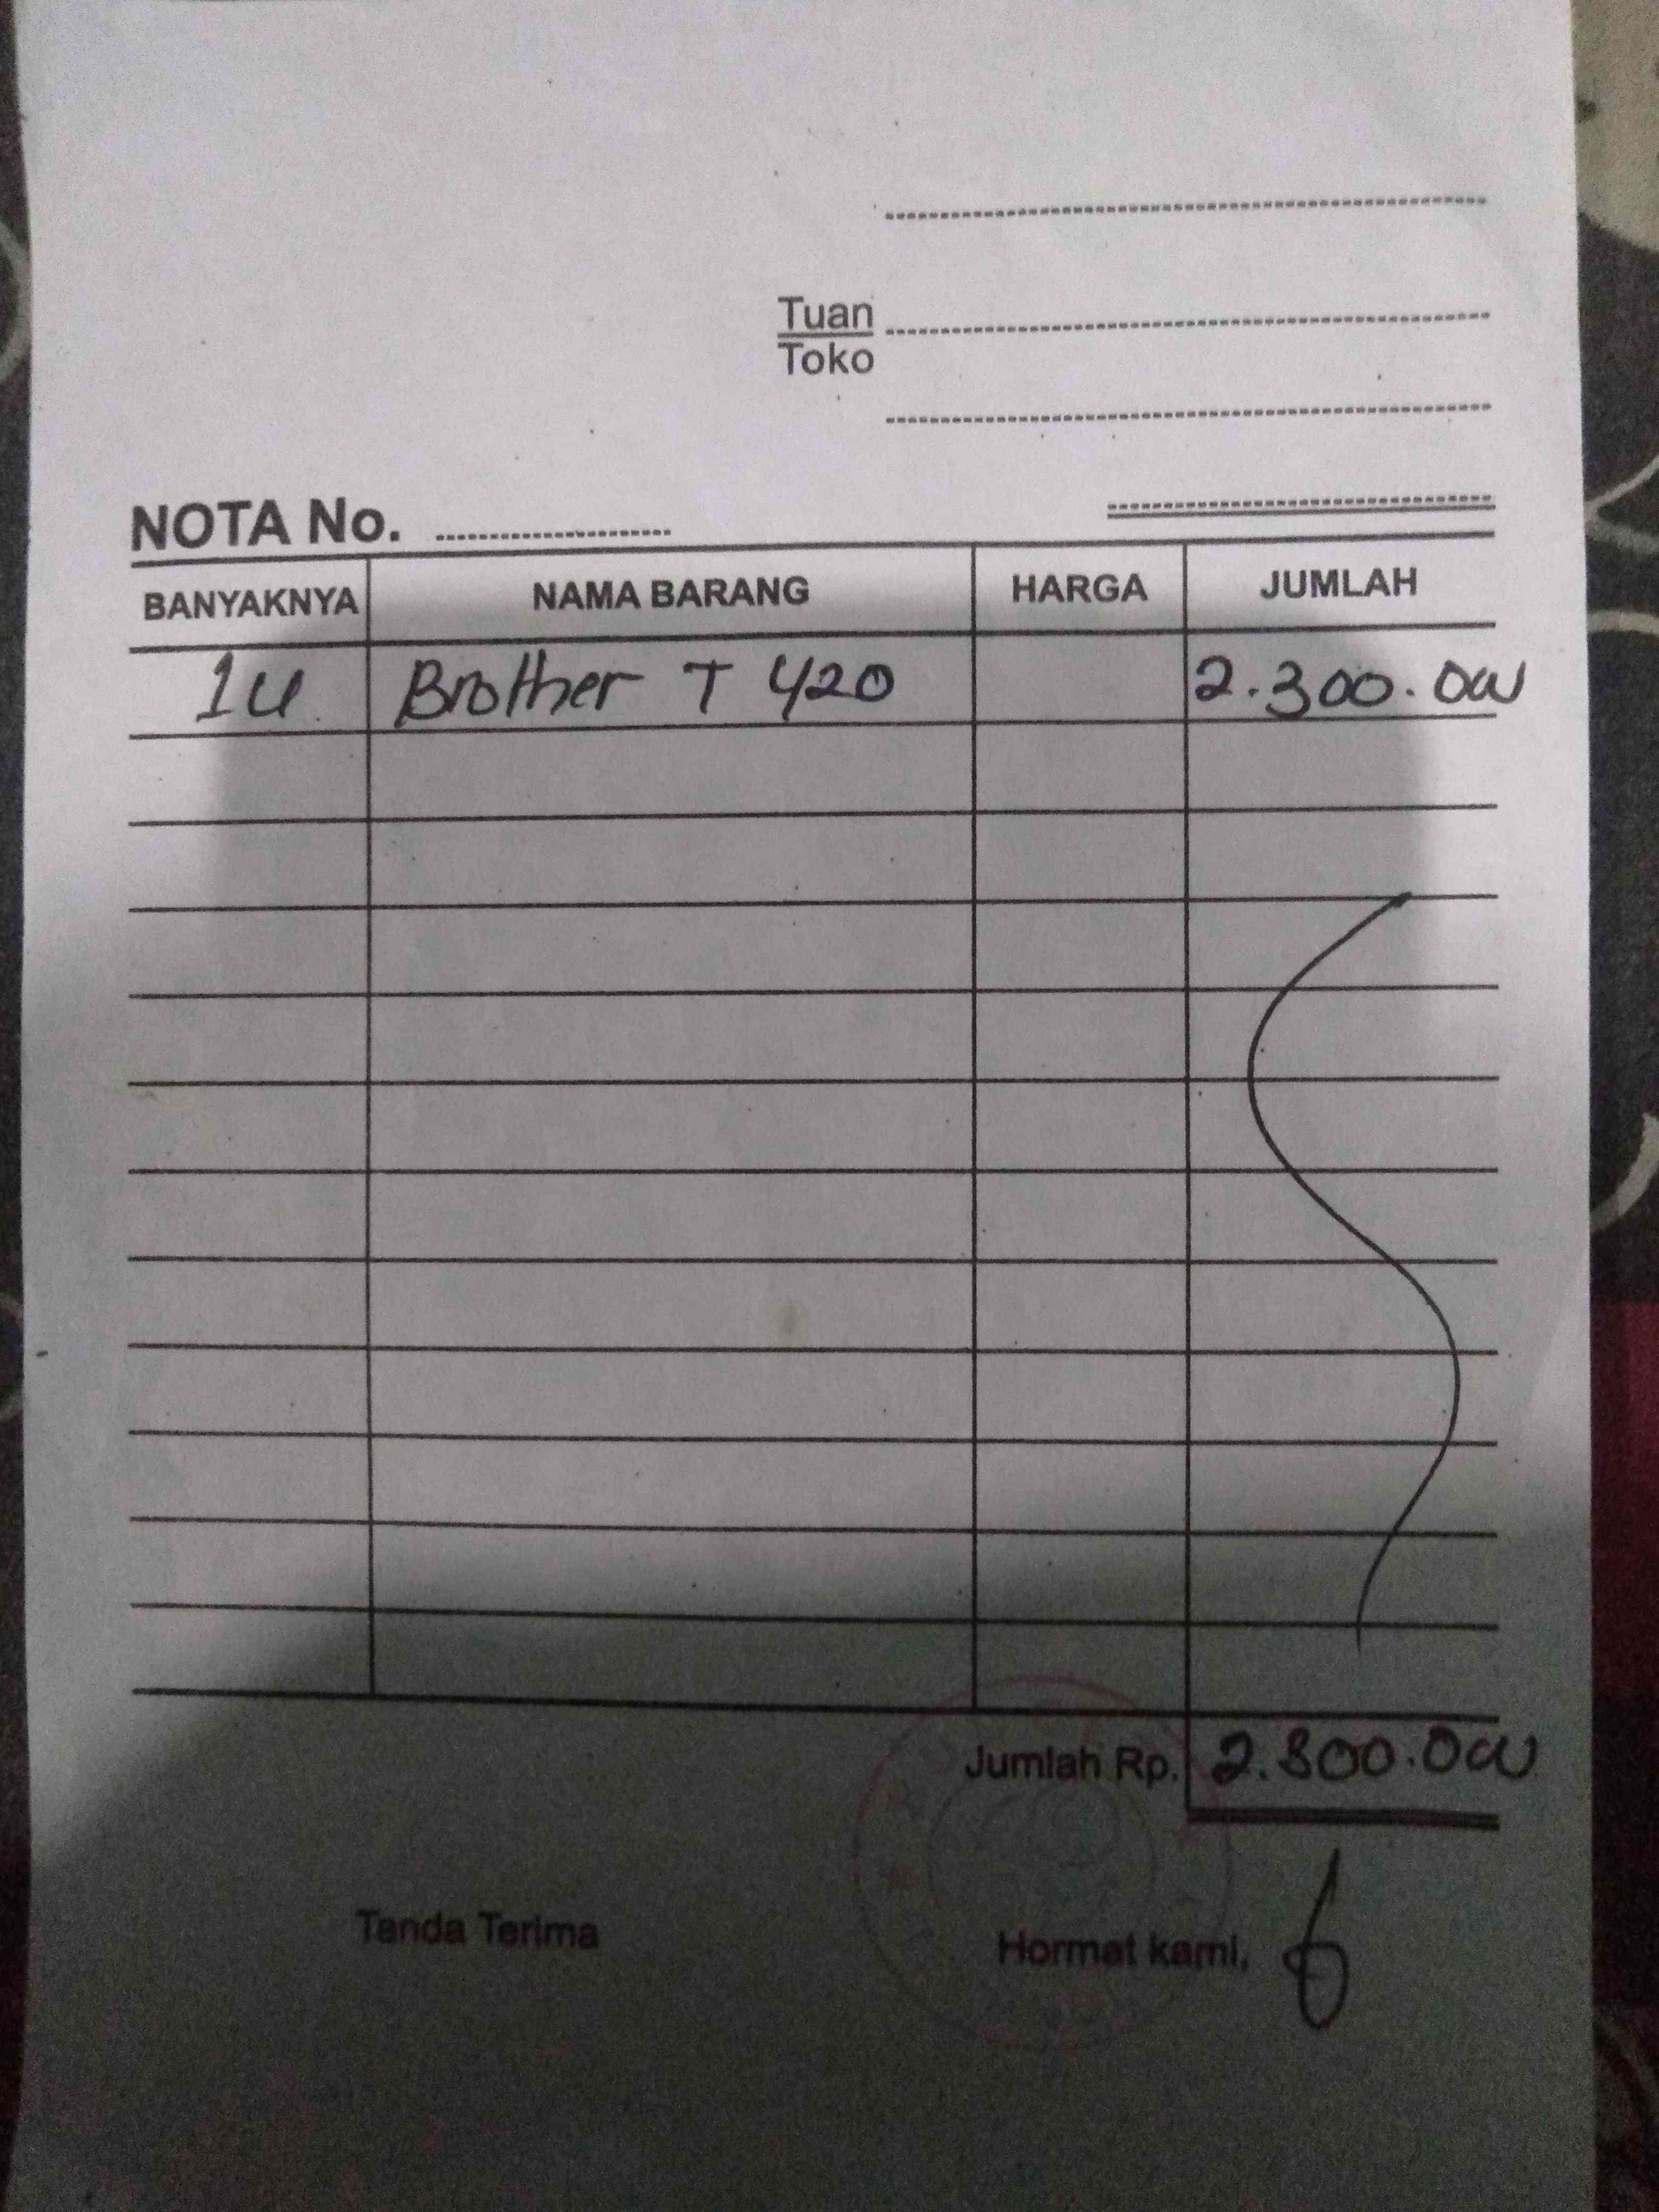 Tuan
Toko
NOTA No.
BANYAKNYA NAMA BARANG HARGA JUMLAH
1U Brother T 420 2.300.000
Jumlah Rp. 2.300.000
Tanda Terima Hormat kami,